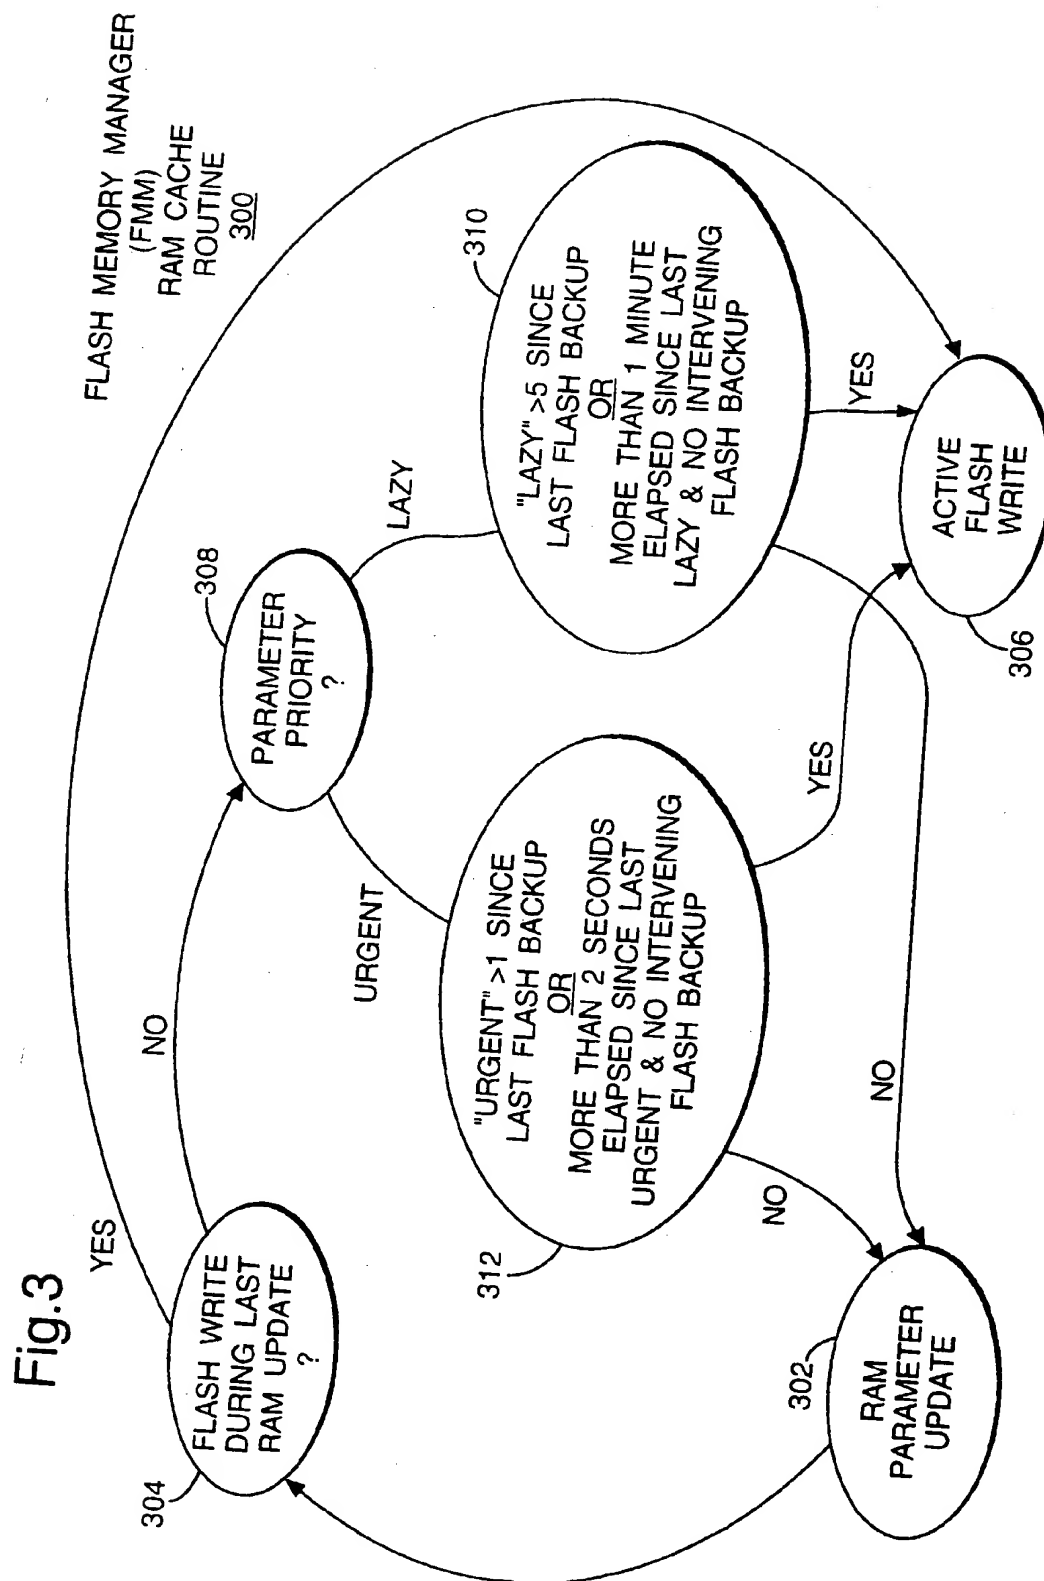 Fig.3
FLASH MEMORY MANAGER
(FMM)
RAM CACHE
ROUTINE
300
YES
304
FLASH WRITE
DURING LAST
RAM UPDATE
?
NO
308
PARAMETER
PRIORITY
?
URGENT
LAZY
312
"URGENT" >1 SINCE
LAST FLASH BACKUP
OR
MORE THAN 2 SECONDS
ELAPSED SINCE LAST
URGENT & NO INTERVENING
FLASH BACKUP
310
"LAZY" >5 SINCE
LAST FLASH BACKUP
OR
MORE THAN 1 MINUTE
ELAPSED SINCE LAST
LAZY & NO INTERVENING
FLASH BACKUP
NO
YES
YES
NO
302
RAM
PARAMETER
UPDATE
306
ACTIVE
FLASH
WRITE